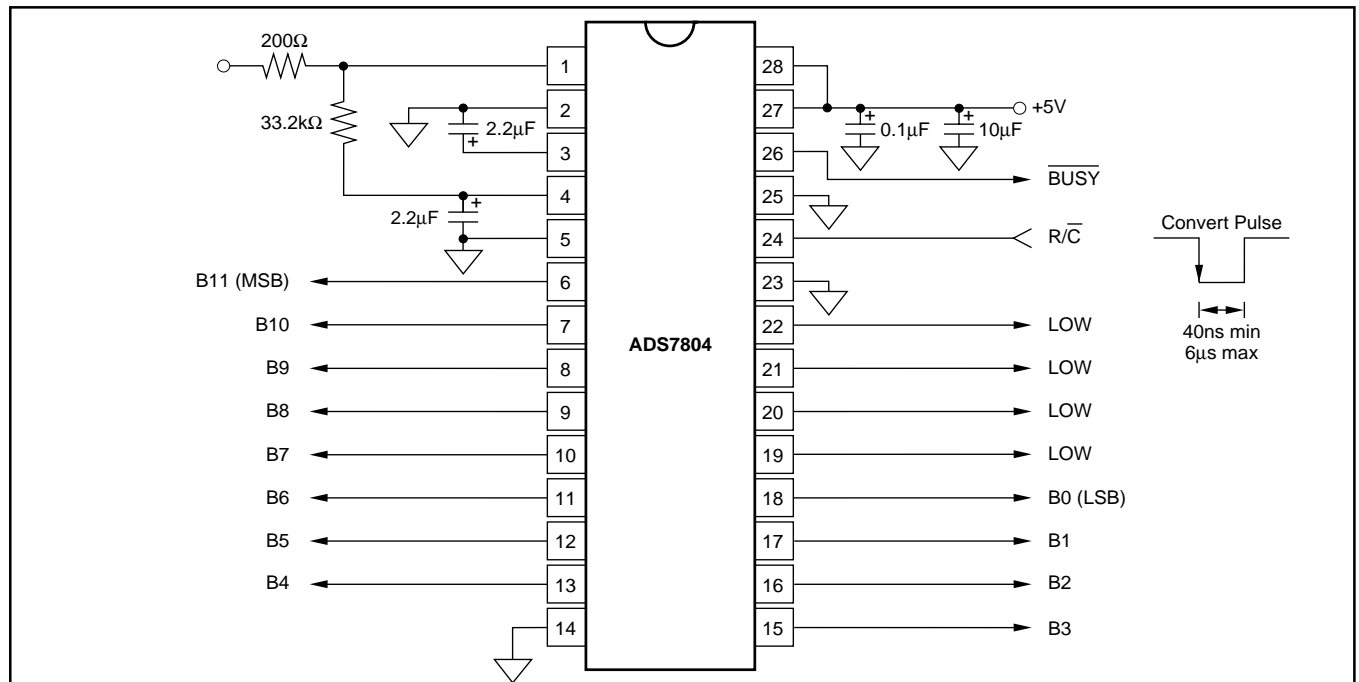 200Ω
1
28
33.2kΩ
2
2.2µF
+
27
+5V
+
0.1µF
+
10µF
3
26
BUSY
4
+
2.2µF
25
5
24
R/C
Convert Pulse
B11 (MSB)
6
23
B10
7
ADS7804
22
LOW
40ns min
6µs max
B9
8
21
LOW
B8
9
20
LOW
B7
10
19
LOW
B6
11
18
B0 (LSB)
B5
12
17
B1
B4
13
16
B2
14
15
B3